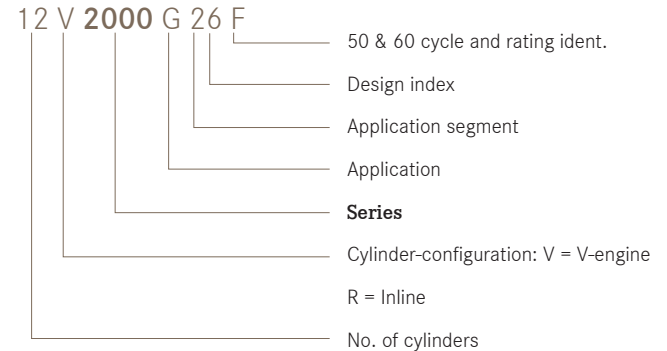 12 V 2000 G 26 F
50 & 60 cycle and rating ident.
Design index
Application segment
Application
Series
Cylinder-configuration: V = V-engine
R = Inline
No. of cylinders